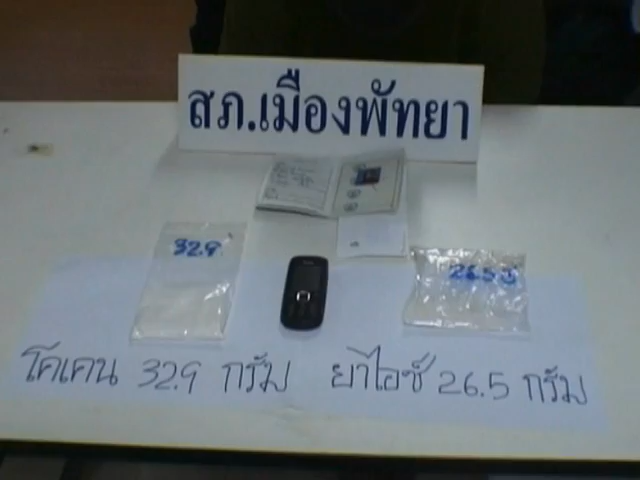 สภ.เมืองพัทยา
32.9
26.5
โคเคน 32.9 กรัม ยาไอซ์ 26.5 กรัม